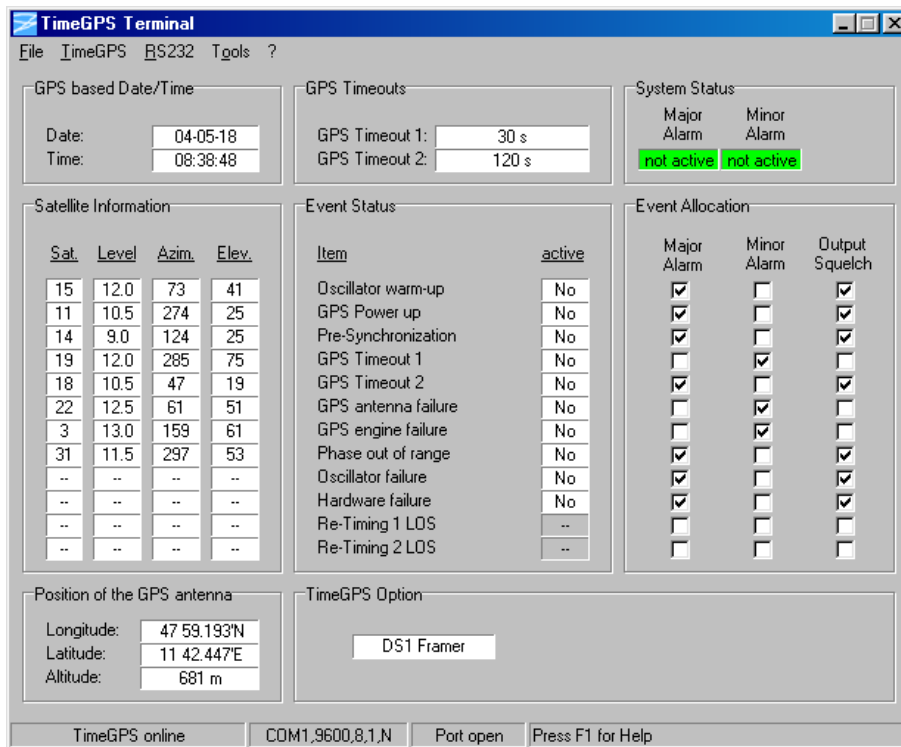 TimeGPS Terminal
File TimeGPS RS232 Tools ?
GPS based Date/Time
Date: 04-05-18
Time: 08:38:48
GPS Timeouts
GPS Timeout 1: 30 s
GPS Timeout 2: 120 s
System Status
Major Alarm Minor Alarm
not active not active
Satellite Information
Sat. Level Azim. Elev.
15 12.0 73 41
11 10.5 274 25
14 9.0 124 25
19 12.0 285 75
18 10.5 47 19
22 12.5 61 51
3 13.0 159 61
31 11.5 297 53
-- -- -- --
-- -- -- --
-- -- -- --
-- -- -- --
Event Status
Item active
Oscillator warm-up No
GPS Power up No
Pre-Synchronization No
GPS Timeout 1 No
GPS Timeout 2 No
GPS antenna failure No
GPS engine failure No
Phase out of range No
Oscillator failure No
Hardware failure No
Re-Timing 1 LOS --
Re-Timing 2 LOS --
Event Allocation
Major Alarm Minor Alarm Output Squelch
Position of the GPS antenna
Longitude: 47 59.193'N
Latitude: 11 42.447'E
Altitude: 681 m
TimeGPS Option
DS1 Framer
TimeGPS online COM1,9600,8,1,N Port open Press F1 for Help